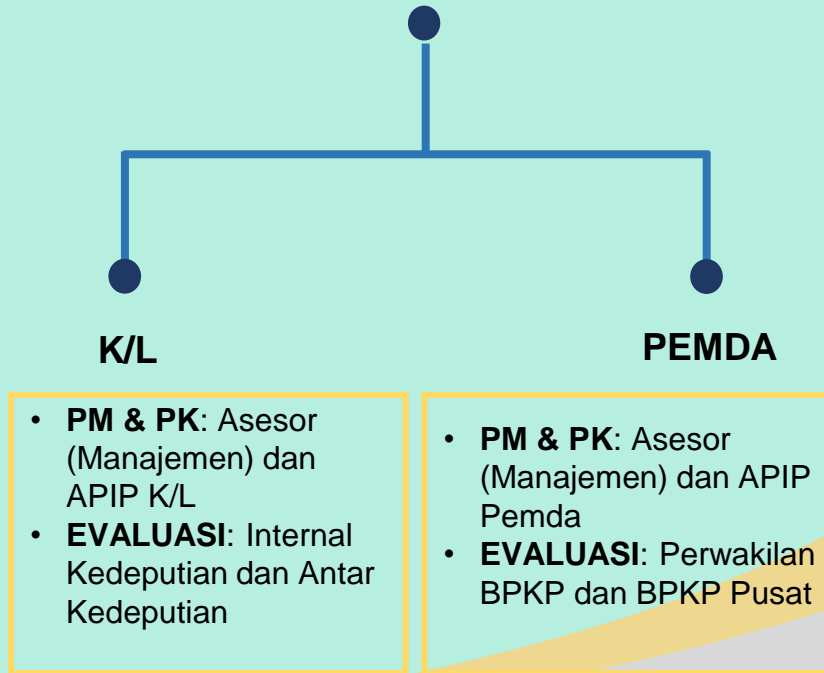 K/L
• PM & PK: Asesor
(Manajemen) dan
APIP K/L
• EVALUASI: Internal
Kedeputian dan Antar
Kedeputian
PEMDA
• PM & PK: Asesor
(Manajemen) dan APIP
Pemda
• EVALUASI: Perwakilan
BPKP dan BPKP Pusat